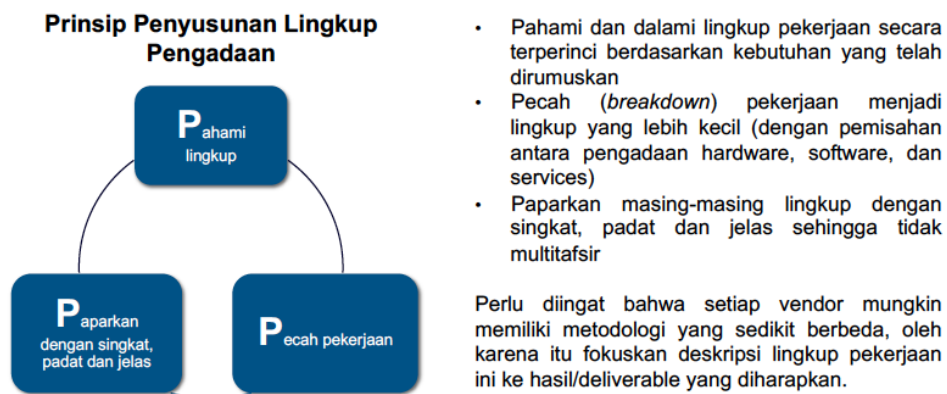 Prinsip Penyusunan Lingkup
Pengadaan
Pahami
lingkup
Paparkan
dengan singkat,
padat dan jelas
Pecah pekerjaan
• Pahami dan dalami lingkup pekerjaan secara
terperinci berdasarkan kebutuhan yang telah
dirumuskan
• Pecah (breakdown) pekerjaan menjadi
lingkup yang lebih kecil (dengan pemisahan
antara pengadaan hardware, software, dan
services)
• Paparkan masing-masing lingkup dengan
singkat, padat dan jelas sehingga tidak
multitafsir
Perlu diingat bahwa setiap vendor mungkin
memiliki metodologi yang sedikit berbeda, oleh
karena itu fokuskan deskripsi lingkup pekerjaan
ini ke hasil/deliverable yang diharapkan.